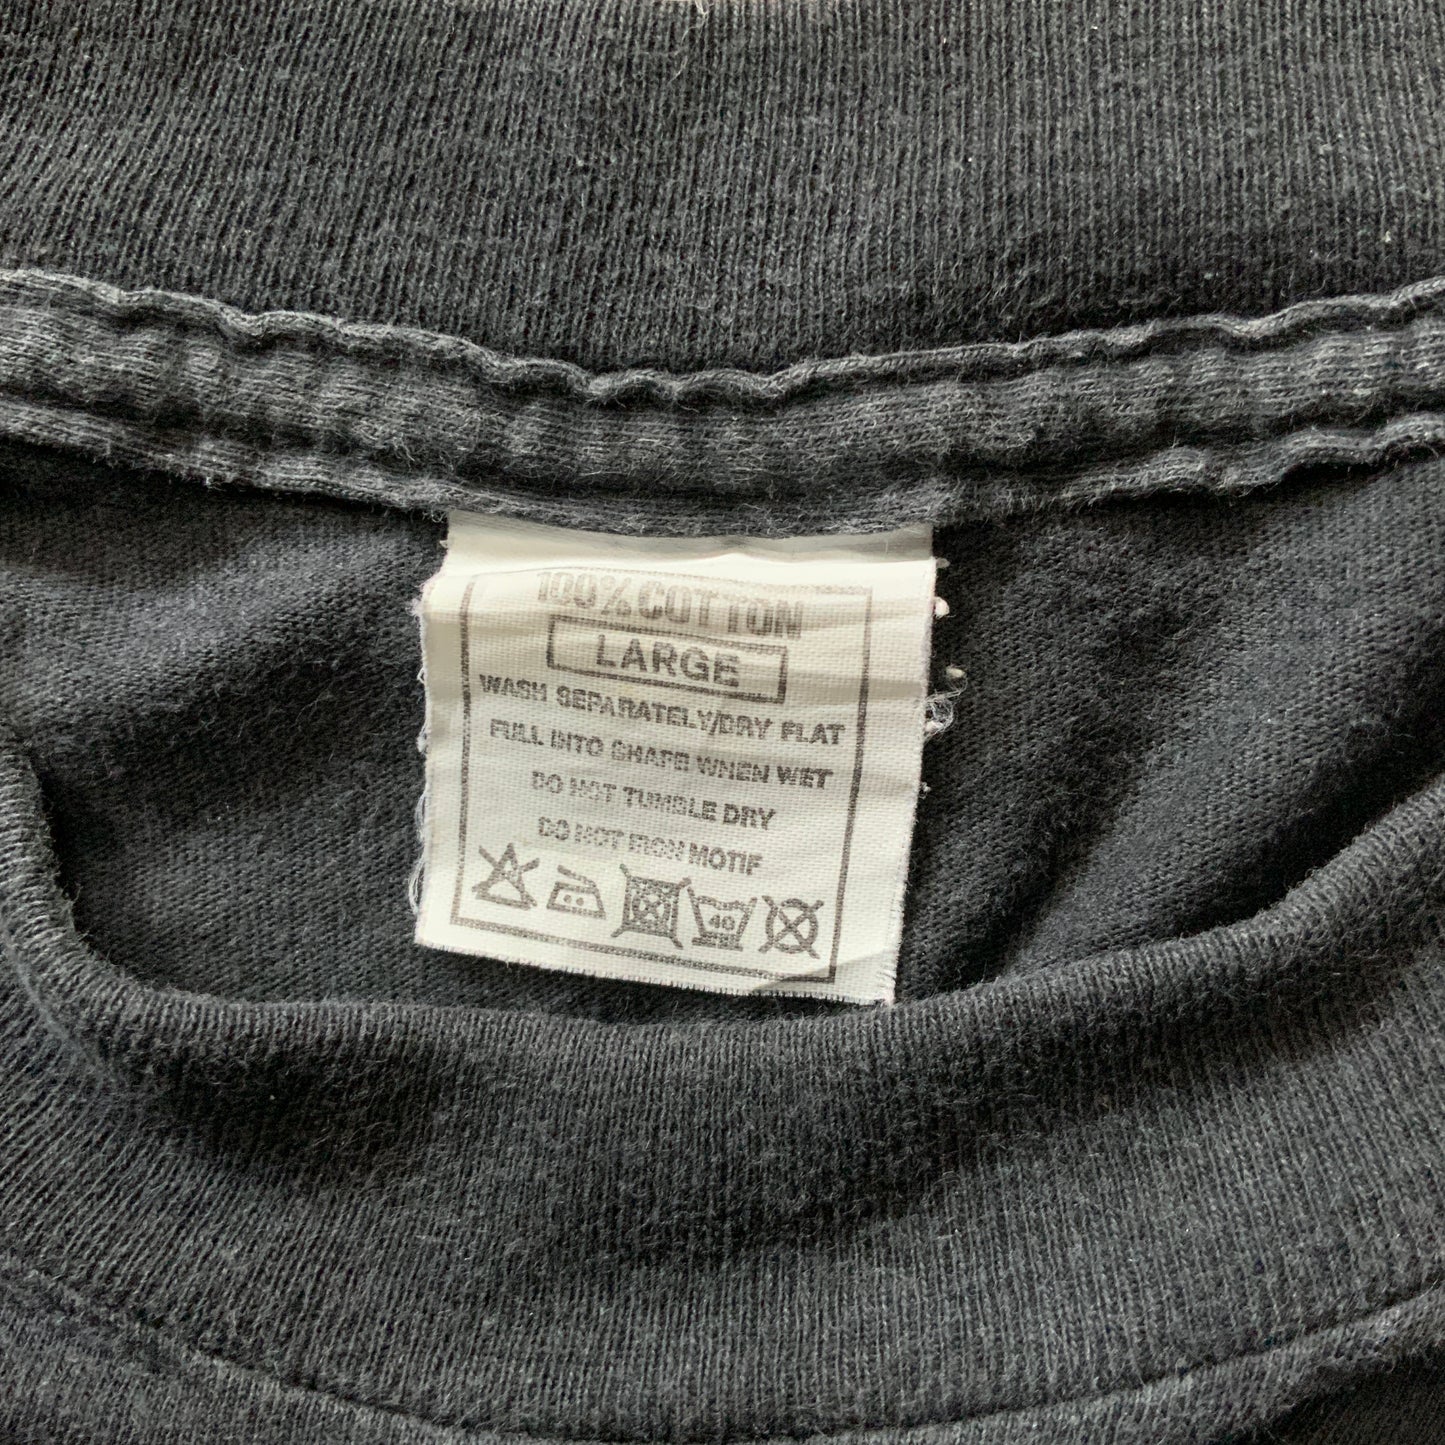 100% COTTON
LARGE
WASH SEPARATELY/DRY FLAT
PULL INTO SHAPE WHEN WET
DO NOT TUMBLE DRY
DO NOT IRON MOTIF
40